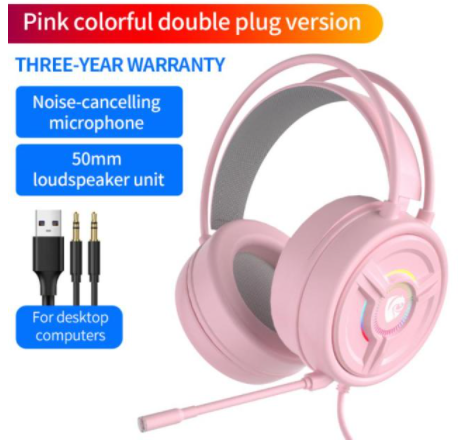 Pink colorful double plug version
THREE-YEAR WARRANTY
Noise-cancelling
microphone
50mm
loudspeaker unit
For desktop
computers